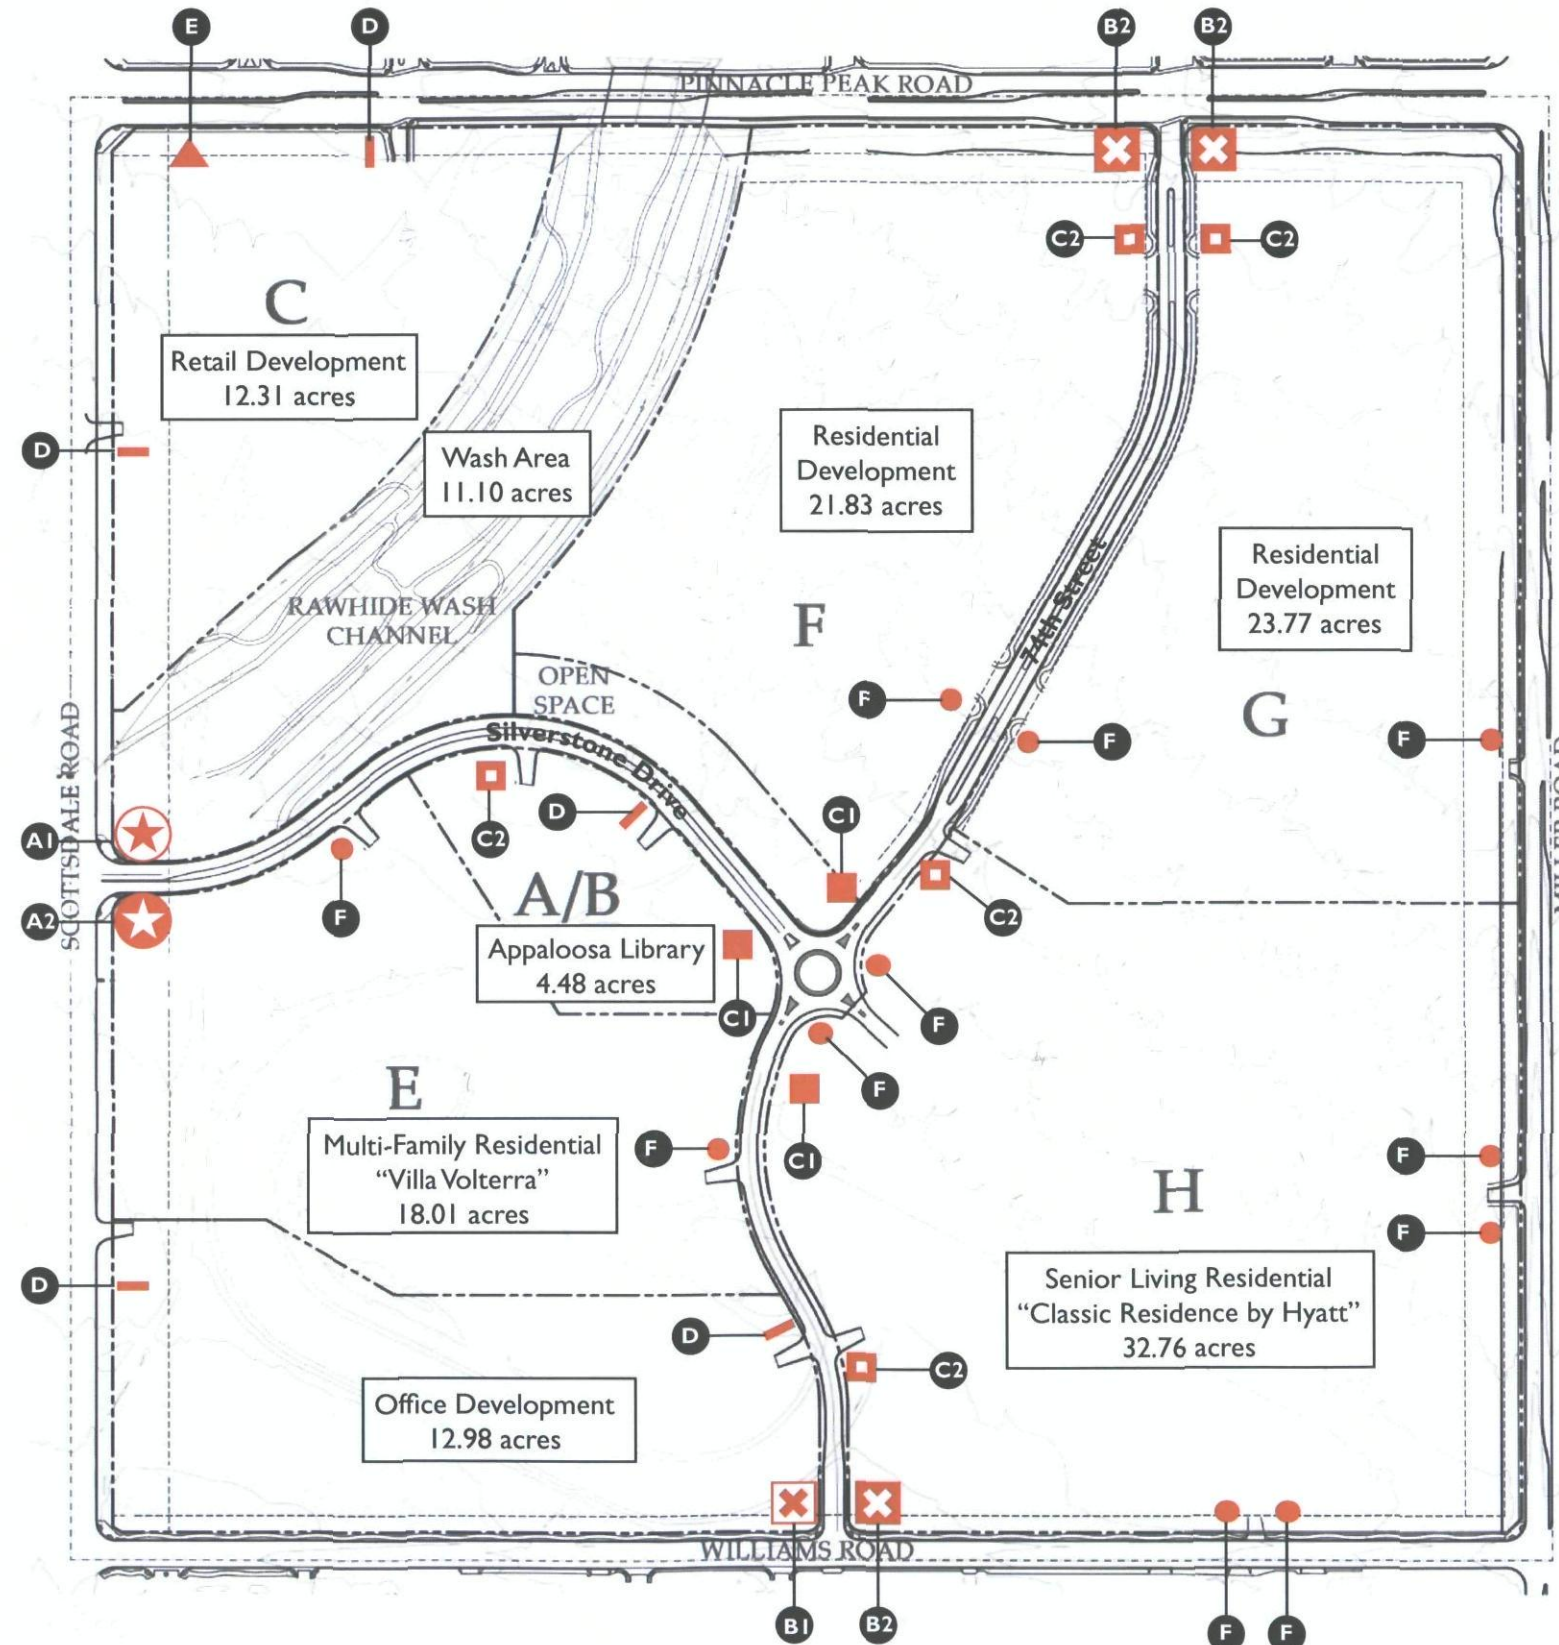 E
D
B2
B2
PINNACLE PEAK ROAD
C2
C2
C
Retail Development
12.31 acres
D
Wash Area
11.10 acres
Residential
Development
21.83 acres
74th Street
Residential
Development
23.77 acres
RAWHIDE WASH
CHANNEL
F
OPEN
SPACE
F
F
G
F
SCOTTSDALE ROAD
Silverstone Drive
A1
C2
D
C1
A2
F
A/B
C2
Appaloosa Library
4.48 acres
C1
F
F
E
Multi-Family Residential
"Villa Volterra"
18.01 acres
F
C1
F
H
F
D
Senior Living Residential
"Classic Residence by Hyatt"
32.76 acres
D
C2
Office Development
12.98 acres
WILLIAMS ROAD
B1
B2
F
F